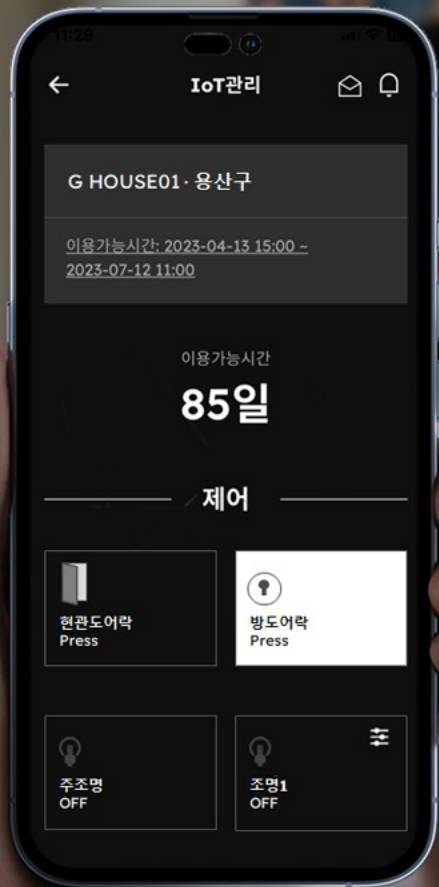 11:29
IoT관리
G HOUSE01· 용산구
이용가능시간: 2023-04-13 15:00 ~
2023-07-12 11:00
이용가능시간
85일
제어
현관도어락
Press
방도어락
Press
주조명
OFF
조명1
OFF